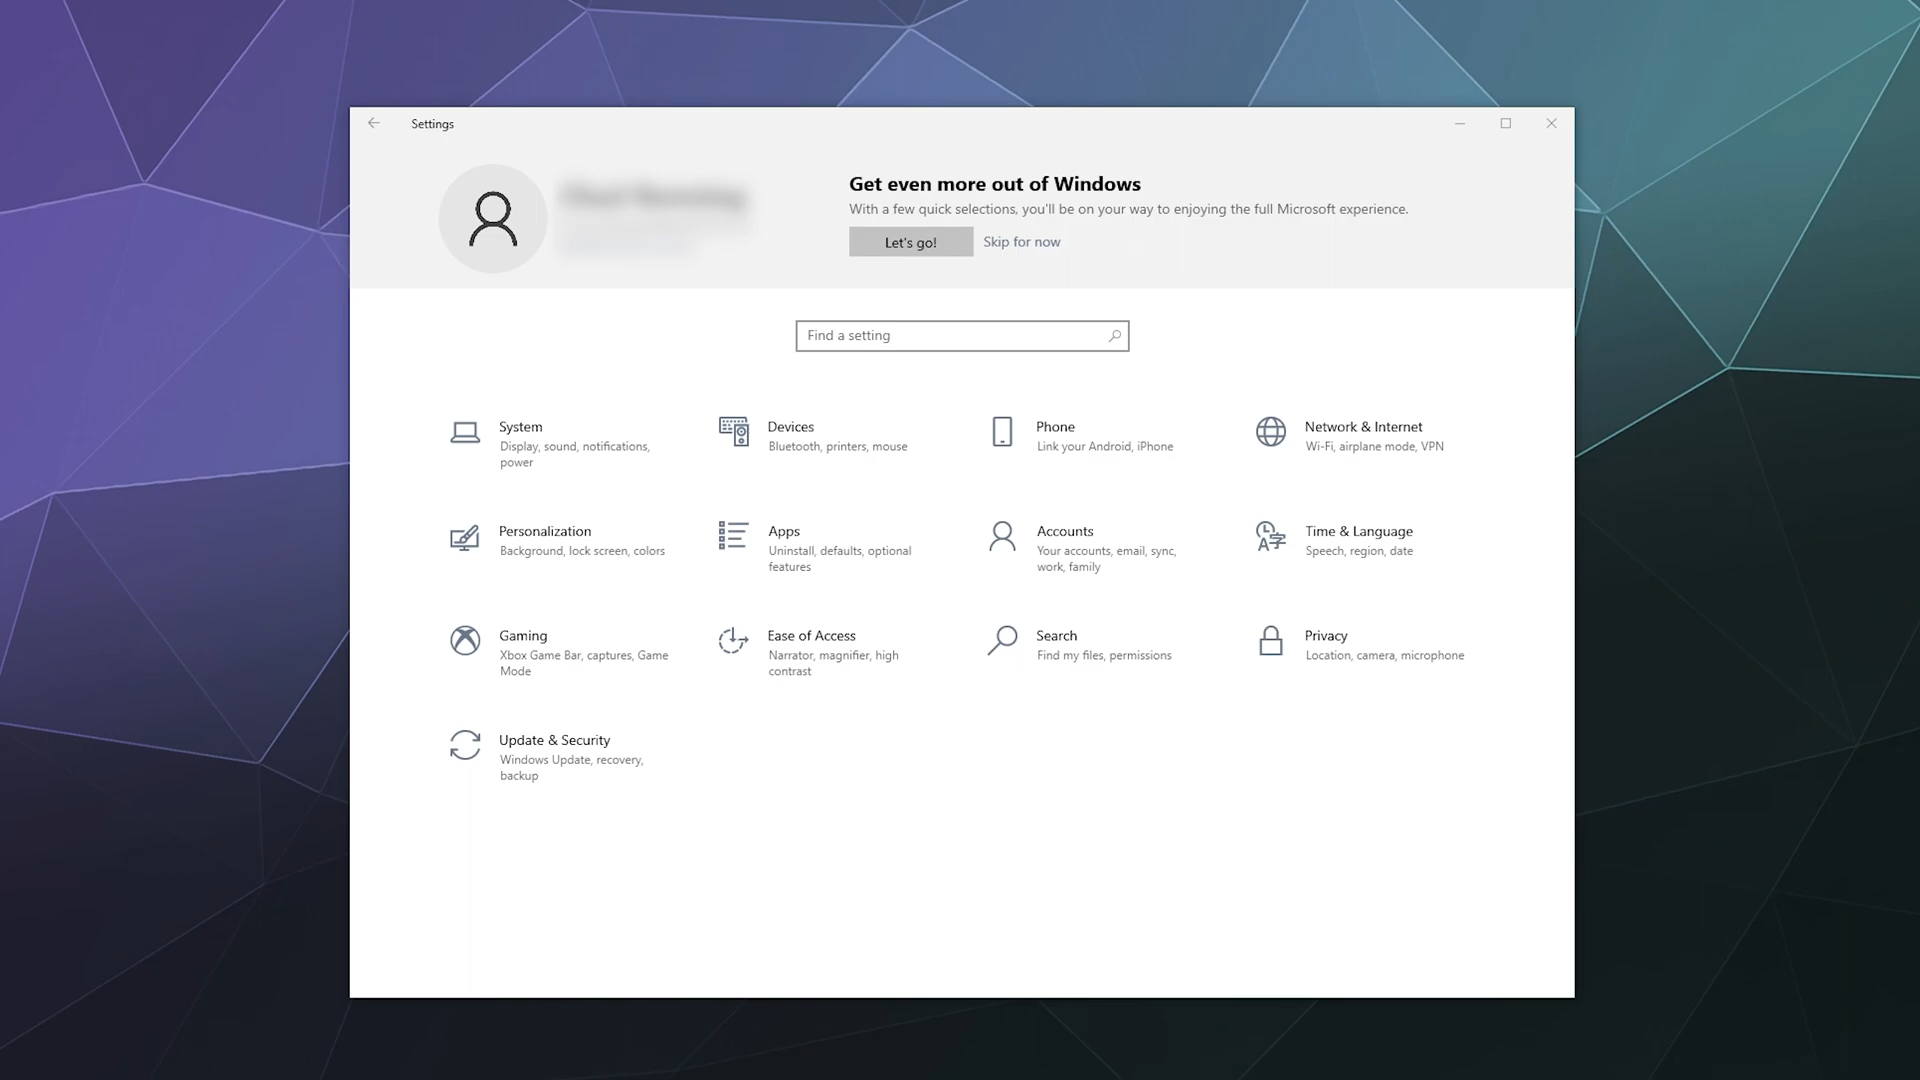 Settings
Get even more out of Windows
With a few quick selections, you'll be on your way to enjoying the full Microsoft experience.
Let's go!
Skip for now
Find a setting
System
Display, sound, notifications,
power
Devices
Bluetooth, printers, mouse
Phone
Link your Android, iPhone
Network & Internet
Wi-Fi, airplane mode, VPN
Personalization
Background, lock screen, colors
Apps
Uninstall, defaults, optional
features
Accounts
Your accounts, email, sync,
work, family
Time & Language
Speech, region, date
Gaming
Xbox Game Bar, captures, Game
Mode
Ease of Access
Narrator, magnifier, high
contrast
Search
Find my files, permissions
Privacy
Location, camera, microphone
Update & Security
Windows Update, recovery,
backup